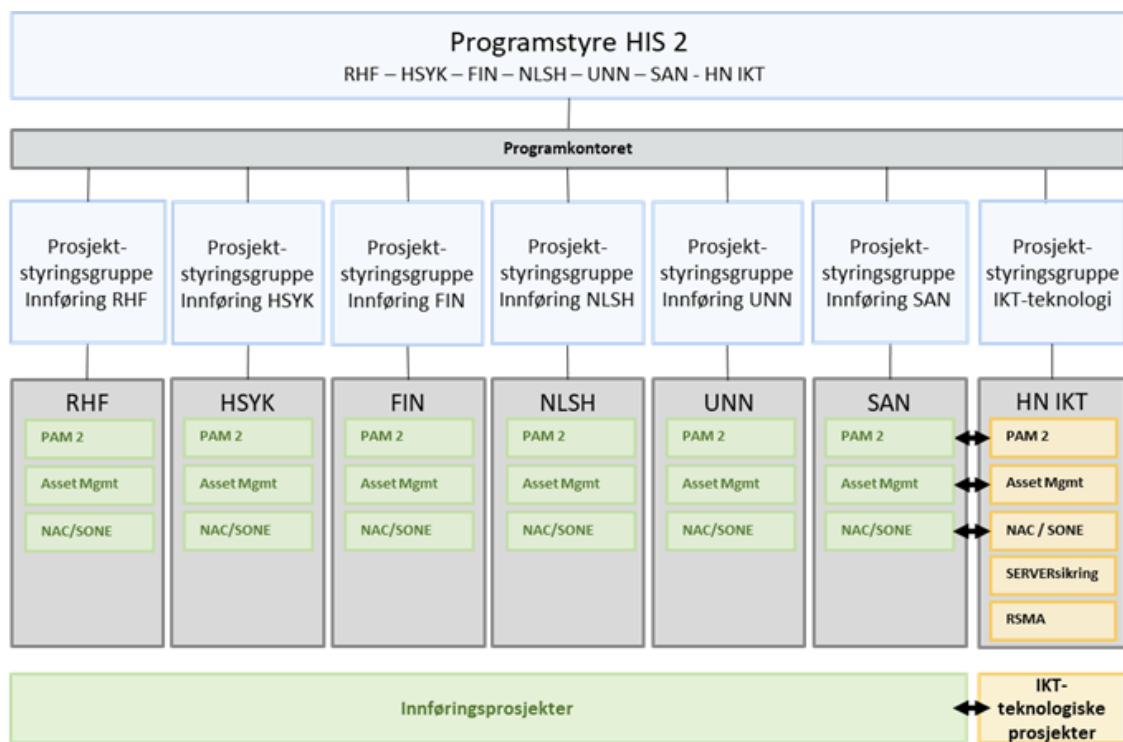 Programstyre HIS 2
RHF – HSYK – FIN – NLSH – UNN – SAN - HN IKT
Programkontoret
Prosjekt-
styringsgruppe
Innføring RHF
Prosjekt-
styringsgruppe
Innføring HSYK
Prosjekt-
styringsgruppe
Innføring FIN
Prosjekt-
styringsgruppe
Innføring NLSH
Prosjekt-
styringsgruppe
Innføring UNN
Prosjekt-
styringsgruppe
Innføring SAN
Prosjekt-
styringsgruppe
IKT-teknologi
RHF
PAM 2
Asset Mgmt
NAC/SONE
HSYK
PAM 2
Asset Mgmt
NAC/SONE
FIN
PAM 2
Asset Mgmt
NAC/SONE
NLSH
PAM 2
Asset Mgmt
NAC/SONE
UNN
PAM 2
Asset Mgmt
NAC/SONE
SAN
PAM 2
Asset Mgmt
NAC/SONE
HN IKT
PAM 2
Asset Mgmt
NAC / SONE
SERVERsikring
RSMA
Innføringsprosjekter
IKT-
teknologiske
prosjekter